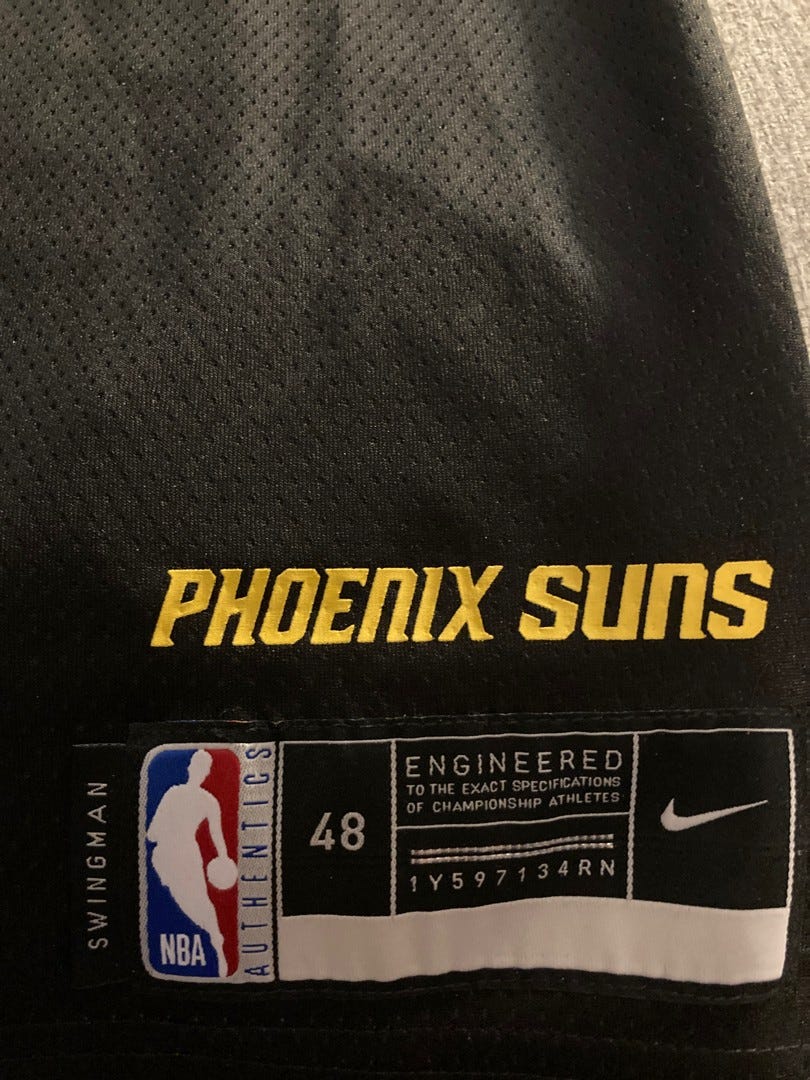 PHOENIX SUNS
SWINGMAN
NBA
AUTHENTICS
48
ENGINEERED
TO THE EXACT SPECIFICATIONS
OF CHAMPIONSHIP ATHLETES
1Y597134RN